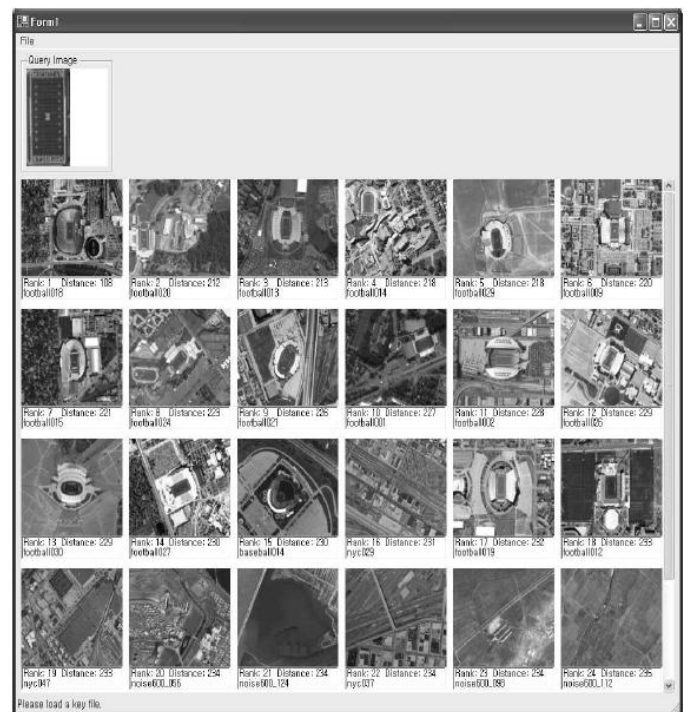 Form1
File
Query Image
Rank: 1 Distance: 108
football018
Rank: 2 Distance: 212
football020
Rank: 3 Distance: 213
football013
Rank: 4 Distance: 218
football014
Rank: 5 Distance: 218
football029
Rank: 6 Distance: 220
football009
Rank: 7 Distance: 221
football015
Rank: 8 Distance: 223
football024
Rank: 9 Distance: 226
football021
Rank: 10 Distance: 227
football001
Rank: 11 Distance: 228
football002
Rank: 12 Distance: 229
football026
Rank: 13 Distance: 229
football030
Rank: 14 Distance: 230
football027
Rank: 15 Distance: 230
baseball014
Rank: 16 Distance: 231
nyc029
Rank: 17 Distance: 232
football019
Rank: 18 Distance: 233
football012
Rank: 19 Distance: 233
nyc047
Rank: 20 Distance: 234
noise600_055
Rank: 21 Distance: 234
noise600_124
Rank: 22 Distance: 234
nyc037
Rank: 23 Distance: 234
noise600_098
Rank: 24 Distance: 235
noise600_112
Please load a key file.